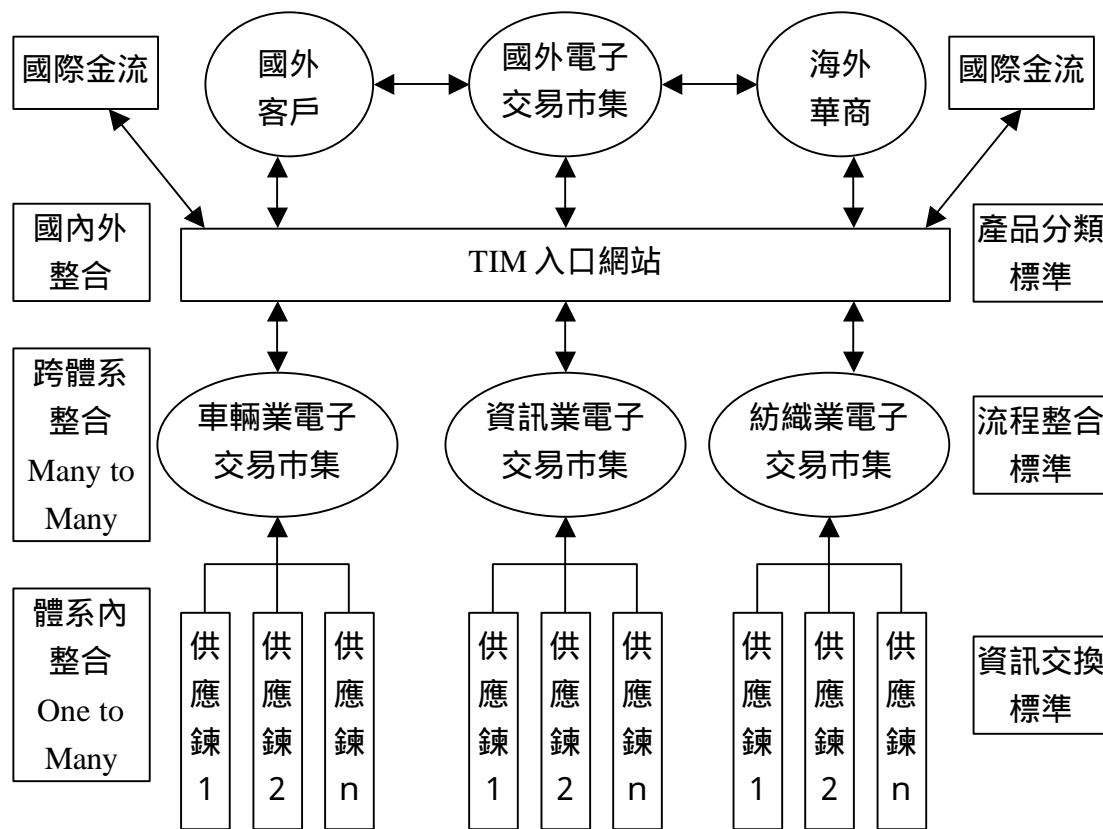 國際金流
國外
客戶
國外電子
交易市集
海外
華商
國際金流
國內外
整合
TIM 入口網站
產品分類
標準
跨體系
整合
Many to
Many
車輛業電子
交易市集
資訊業電子
交易市集
紡織業電子
交易市集
流程整合
標準
體系內
整合
One to
Many
供應鍊1
供應鍊2
供應鍊n
供應鍊1
供應鍊2
供應鍊n
供應鍊1
供應鍊2
供應鍊n
資訊交換
標準